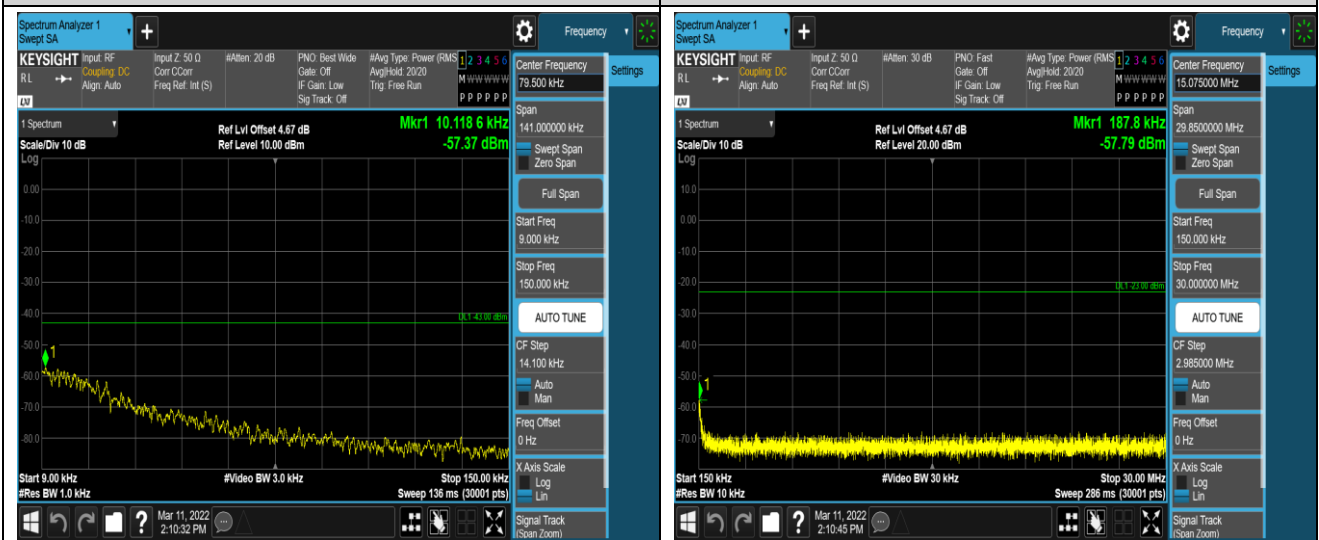 Spectrum Analyzer 1
Swept SA
+
Frequency
KEYSIGHT
Input: RF
Coupling: DC
Align: Auto
Input Z: 50 Ω
Corr CCorr
Freq Ref: Int (S)
#Atten: 20 dB
PNO: Best Wide
Gate: Off
IF Gain: Low
Sig Track: Off
#Avg Type: Power (RMS
Avg|Hold: 20/20
Trig: Free Run
1 2 3 4 5 6
M W W W W W
P P P P P P
RL
LXI
Center Frequency
79.500 kHz
Settings
1 Spectrum
Ref Lvl Offset 4.67 dB
Mkr1 10.118 6 kHz
Scale/Div 10 dB
Ref Level 10.00 dBm
-57.37 dBm
Span
141.000000 kHz
Swept Span
Zero Span
Full Span
Start Freq
9.000 kHz
Stop Freq
150.000 kHz
AUTO TUNE
CF Step
14.100 kHz
Auto
Man
Freq Offset
0 Hz
X Axis Scale
Log
Lin
Signal Track
(Span Zoom)
Log
0.00
-10.0
-20.0
-30.0
-40.0
-50.0
-60.0
-70.0
-80.0
DL1 -43.00 dBm
1
Start 9.00 kHz
#Video BW 3.0 kHz
Stop 150.00 kHz
#Res BW 1.0 kHz
Sweep 136 ms (30001 pts)
?
Mar 11, 2022
2:10:32 PM
Spectrum Analyzer 1
Swept SA
+
Frequency
KEYSIGHT
Input: RF
Coupling: DC
Align: Auto
Input Z: 50 Ω
Corr CCorr
Freq Ref: Int (S)
#Atten: 30 dB
PNO: Fast
Gate: Off
IF Gain: Low
Sig Track: Off
#Avg Type: Power (RMS
Avg|Hold: 20/20
Trig: Free Run
1 2 3 4 5 6
M W W W W W
P P P P P P
RL
LXI
Center Frequency
15.075000 MHz
Settings
1 Spectrum
Ref Lvl Offset 4.67 dB
Mkr1 187.8 kHz
Scale/Div 10 dB
Ref Level 20.00 dBm
-57.79 dBm
Span
29.8500000 MHz
Swept Span
Zero Span
Full Span
Start Freq
150.000 kHz
Stop Freq
30.000000 MHz
AUTO TUNE
CF Step
2.985000 MHz
Auto
Man
Freq Offset
0 Hz
X Axis Scale
Log
Lin
Signal Track
(Span Zoom)
Log
10.0
0.00
-10.0
-20.0
-30.0
-40.0
-50.0
-60.0
-70.0
DL1 -23.00 dBm
1
Start 150 kHz
#Video BW 30 kHz
Stop 30.00 MHz
#Res BW 10 kHz
Sweep 286 ms (30001 pts)
?
Mar 11, 2022
2:10:45 PM